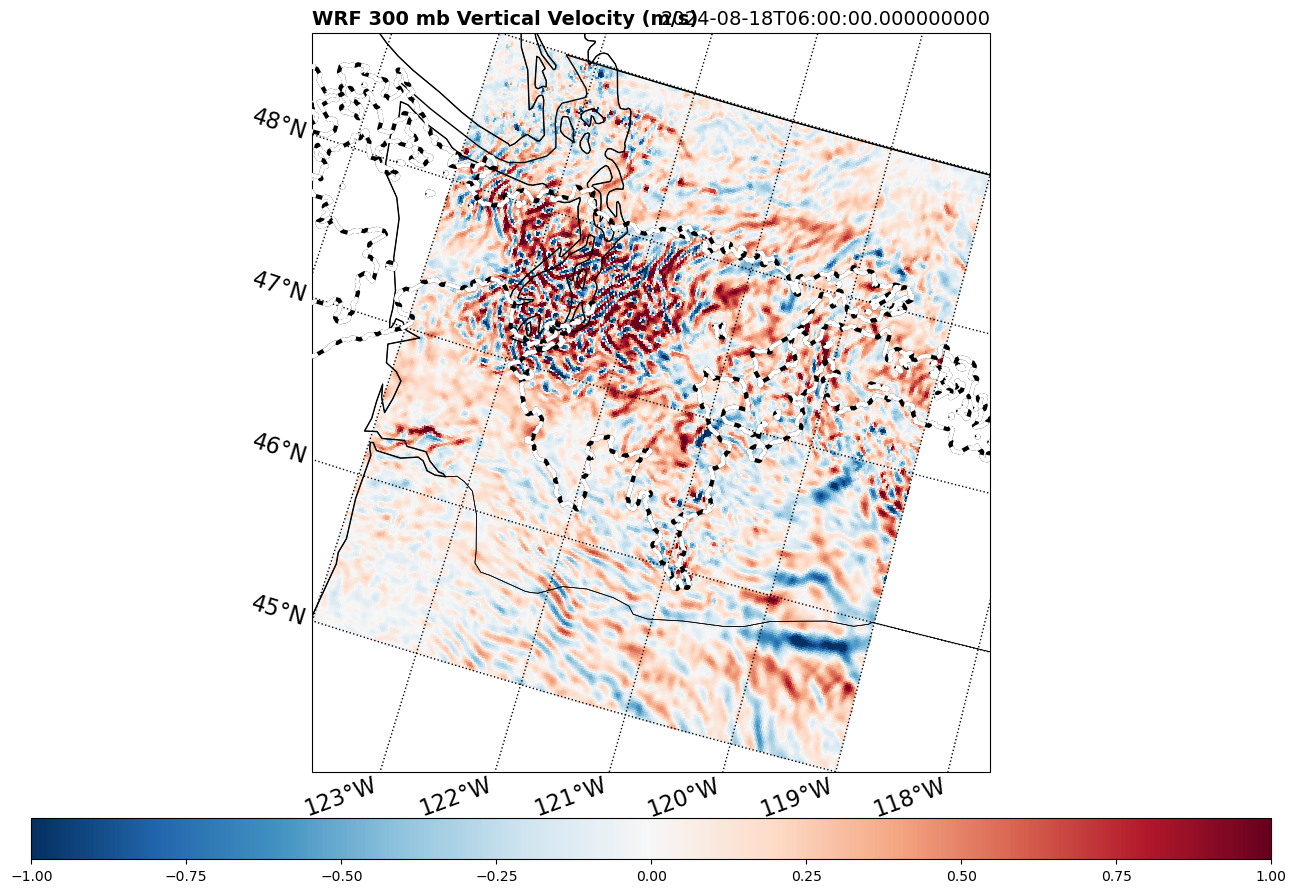 WRF 300 mb Vertical Velocity (m/s) 2024-08-18T06:00:00.000000000
48°N
47°N
46°N
45°N
123°W 122°W 121°W 120°W 119°W 118°W
−1.00 −0.75 −0.50 −0.25 0.00 0.25 0.50 0.75 1.00